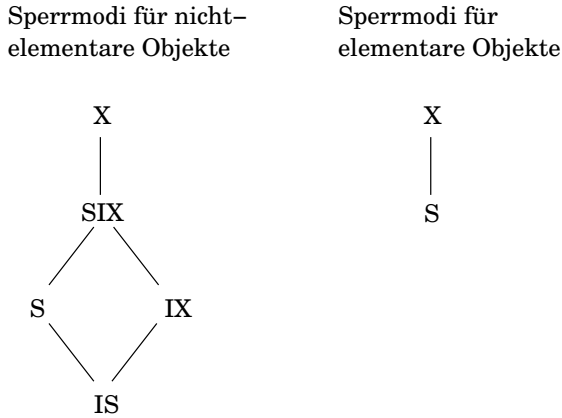 Sperrmodi für nicht–
elementare Objekte
Sperrmodi für
elementare Objekte
X
SIX
S IX
IS
X
S